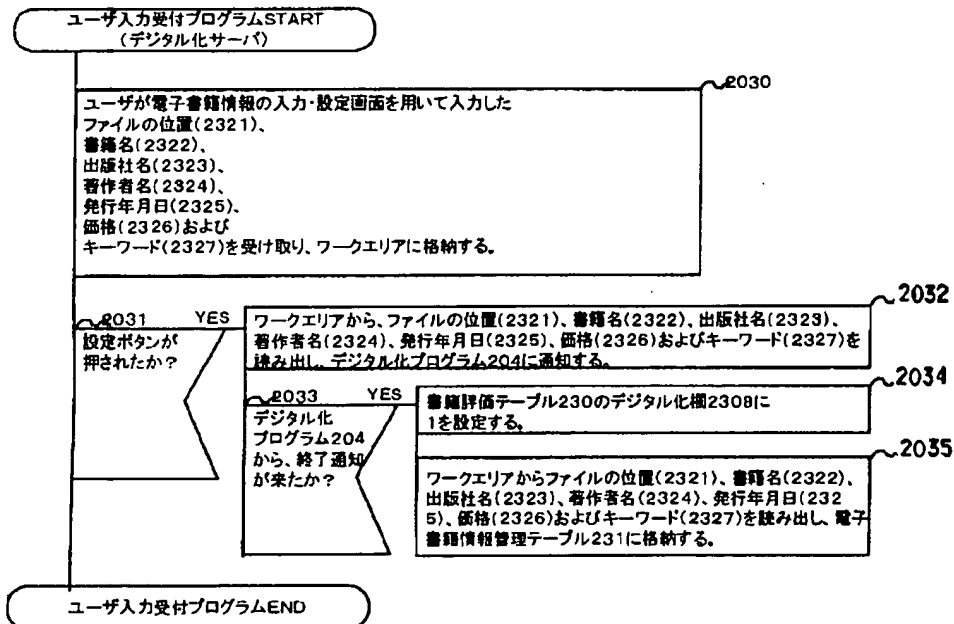 ユーザ入力受付プログラムSTART
(デジタル化サーバ)
2030
ユーザが電子書籍情報の入力・設定画面を用いて入力した
ファイルの位置(2321)、
書籍名(2322)、
出版社名(2323)、
著作者名(2324)、
発行年月日(2325)、
価格(2326)および
キーワード(2327)を受け取り、ワークエリアに格納する。
2031
YES
設定ボタンが
押されたか？
2032
ワークエリアから、ファイルの位置(2321)、書籍名(2322)、出版社名(2323)、
著作者名(2324)、発行年月日(2325)、価格(2326)およびキーワード(2327)を
読み出し、デジタル化プログラム204に通知する。
2033
YES
デジタル化
プログラム204
から、終了通知
が来たか？
2034
書籍評価テーブル230のデジタル化欄2308に
1を設定する。
2035
ワークエリアからファイルの位置(2321)、書籍名(2322)、
出版社名(2323)、著作者名(2324)、発行年月日(232
5)、価格(2326)およびキーワード(2327)を読み出し、電子
書籍情報管理テーブル231に格納する。
ユーザ入力受付プログラムEND